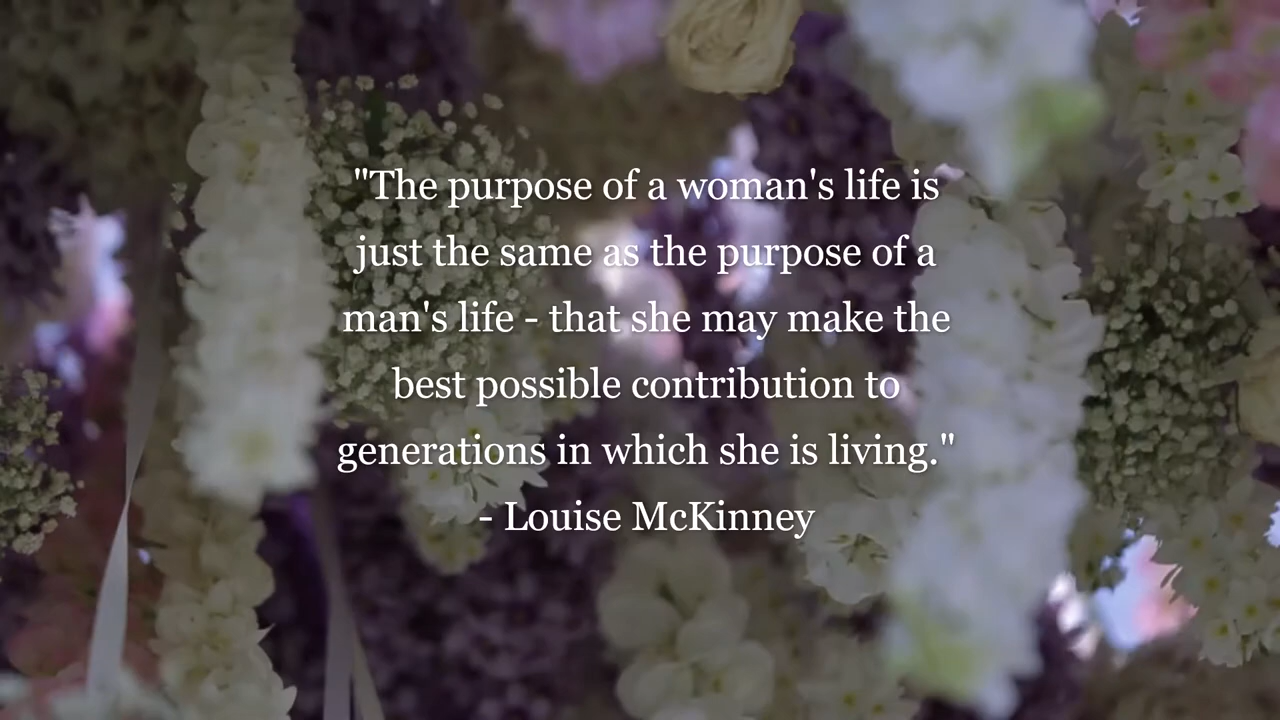 "The purpose of a woman's life is
just the same as the purpose of a
man's life - that she may make the
best possible contribution to
generations in which she is living."
- Louise McKinney